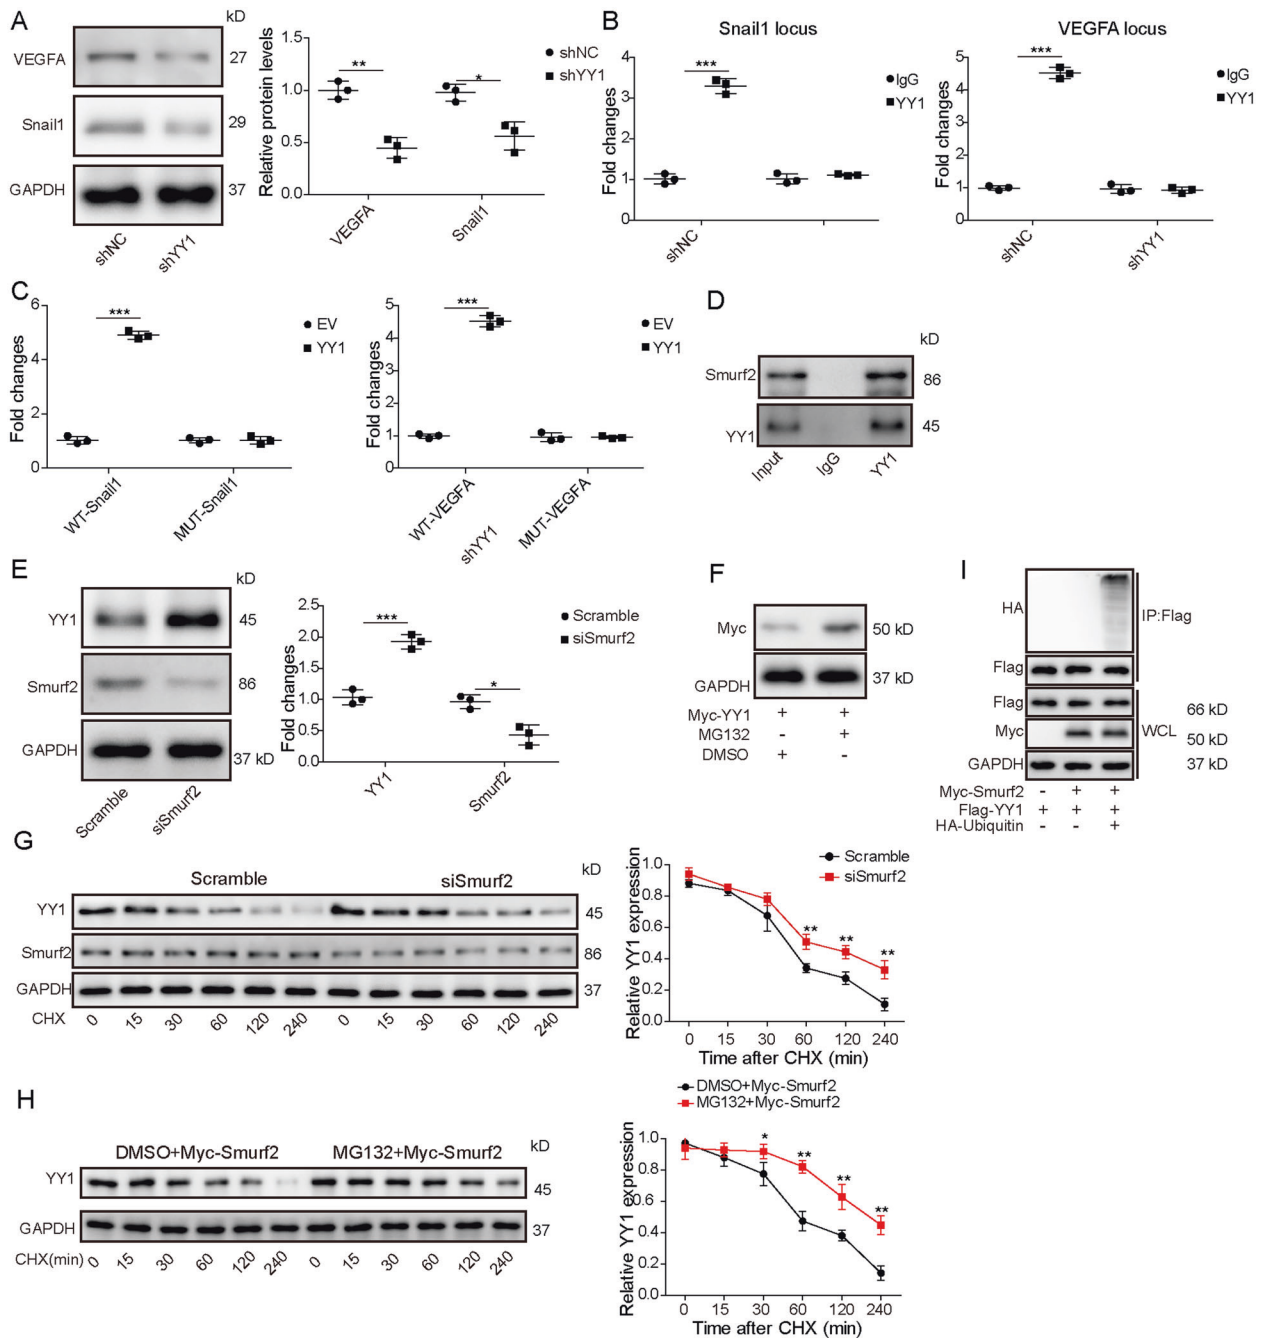 A
kD
VEGFA
27
Snail1
29
GAPDH
37
shNC
shYY1
Relative protein levels
1.5
1.0
0.5
0.0
**
*
VEGFA
Snail1
shNC
shYY1
B
Snail1 locus
Fold changes
4
3
2
1
0
***
IgG
YY1
shNC
VEGFA locus
Fold changes
5
4
3
2
1
0
***
IgG
YY1
shNC
shYY1
C
Fold changes
6
4
2
0
***
EV
YY1
WT-Snail1
MUT-Snail1
Fold changes
5
4
3
2
1
0
***
EV
YY1
WT-VEGFA
shYY1
MUT-VEGFA
D
kD
Smurf2
86
YY1
45
Input
IgG
YY1
E
kD
YY1
45
Smurf2
86
GAPDH
37 kD
Scramble
siSmurf2
Fold changes
2.5
2.0
1.5
1.0
0.5
0.0
***
*
Scramble
siSmurf2
YY1
Smurf2
F
Myc
50 kD
GAPDH
37 kD
Myc-YY1 + +
MG132 - +
DMSO + -
I
HA
IP:Flag
Flag
Flag
66 kD
Myc
WCL
50 kD
GAPDH
37 kD
Myc-Smurf2 - + +
Flag-YY1 + + +
HA-Ubiquitin - - +
G
Scramble
siSmurf2
kD
YY1
45
Smurf2
86
GAPDH
37
CHX 0 15 30 60 120 240 0 15 30 60 120 240
Relative YY1 expression
1.0
0.8
0.6
0.4
0.2
0.0
Scramble
siSmurf2
** ** **
0 15 30 60 120 240
Time after CHX (min)
H
DMSO+Myc-Smurf2
MG132+Myc-Smurf2
kD
YY1
45
GAPDH
37
CHX(min) 0 15 30 60 120 240 0 15 30 60 120 240
DMSO+Myc-Smurf2
MG132+Myc-Smurf2
Relative YY1 expression
1.0
0.8
0.6
0.4
0.2
0.0
* ** ** **
0 15 30 60 120 240
Time after CHX (min)